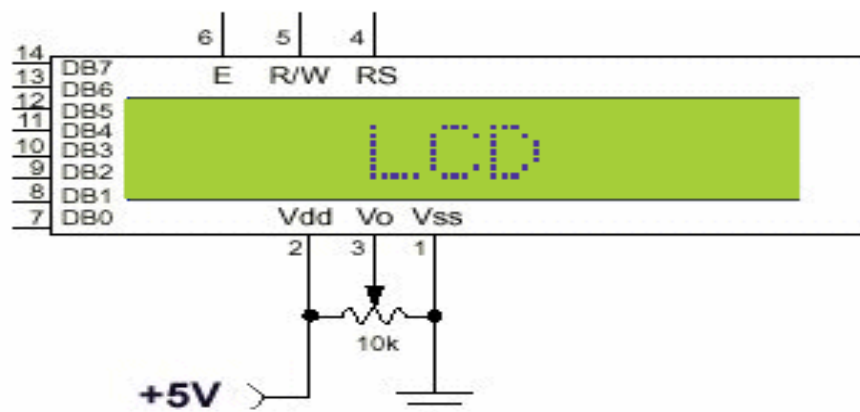 6 5 4
14 DB7 E R/W RS
13 DB6
12 DB5
11 DB4
10 DB3
9 DB2
8 DB1
7 DB0
LCD
Vdd Vo Vss
2 3 1
10k
+5V